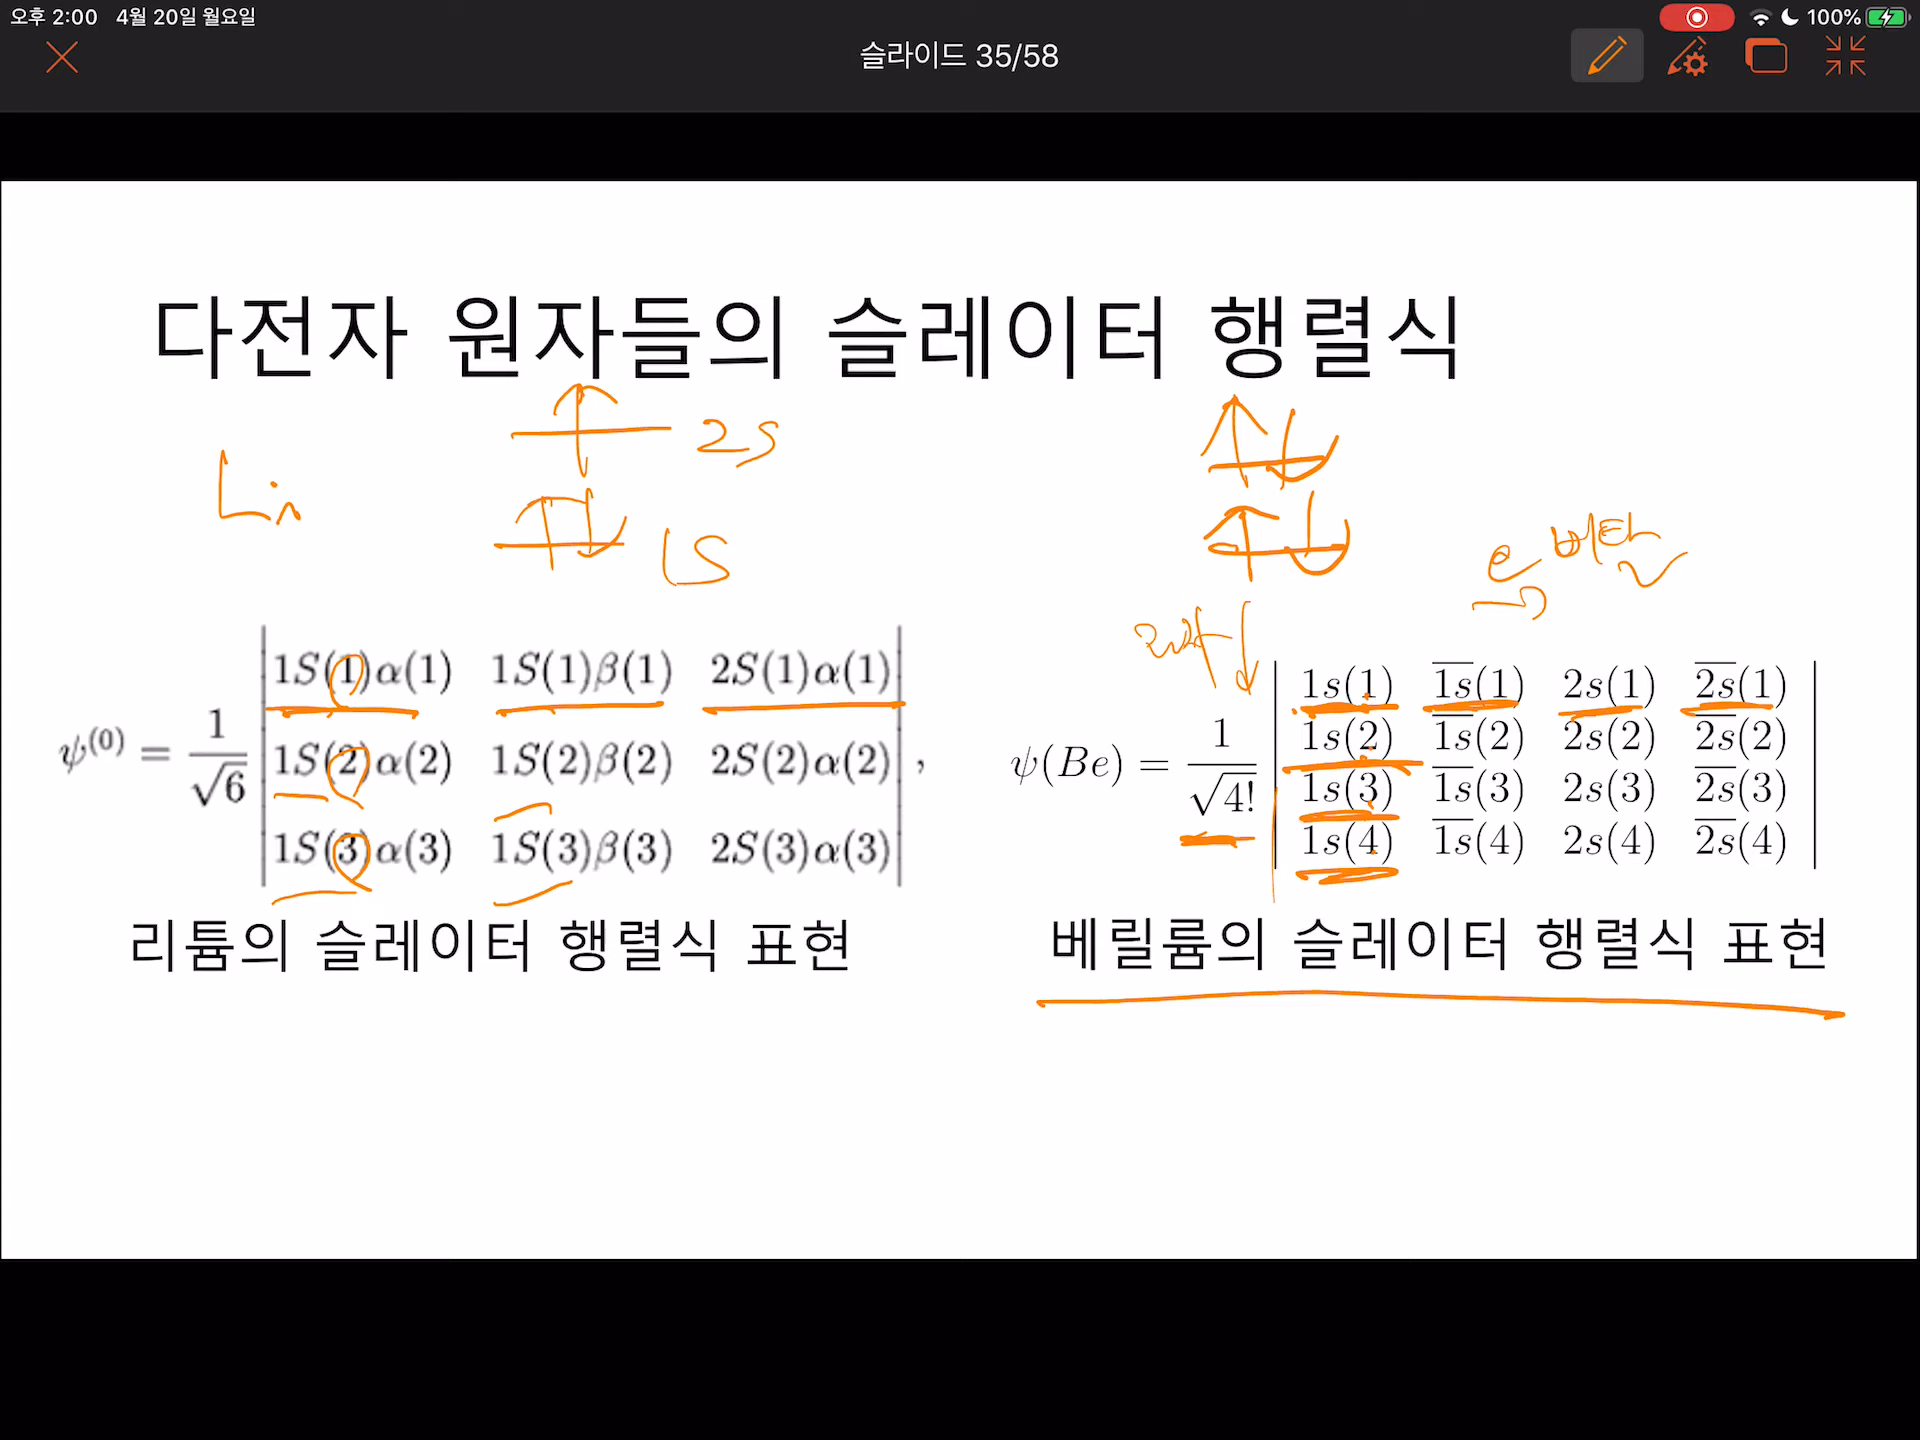 오후 2:00 4월 20일 월요일 100%
슬라이드 35/58
다전자 원자들의 슬레이터 행렬식
2s
Li
1S
ψ⁽⁰⁾ = 1/√6 | 1S(1)α(1) 1S(1)β(1) 2S(1)α(1) |
| 1S(2)α(2) 1S(2)β(2) 2S(2)α(2) | ,
| 1S(3)α(3) 1S(3)β(3) 2S(3)α(3) |
리튬의 슬레이터 행렬식 표현
ψ(Be) = 1/√4! | 1s(1) 1̅s̅(1) 2s(1) 2̅s̅(1) |
| 1s(2) 1̅s̅(2) 2s(2) 2̅s̅(2) |
| 1s(3) 1̅s̅(3) 2s(3) 2̅s̅(3) |
| 1s(4) 1̅s̅(4) 2s(4) 2̅s̅(4) |
베릴륨의 슬레이터 행렬식 표현